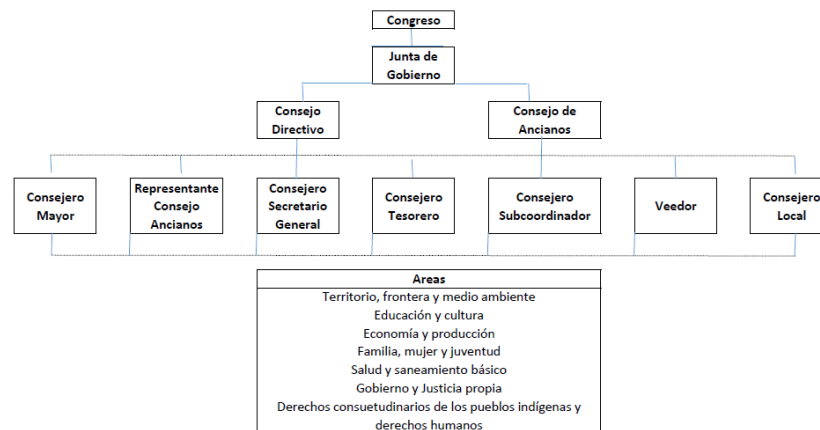 Congreso
Junta de
Gobierno
Consejo
Directivo
Consejo de
Ancianos
Consejero
Mayor
Representante
Consejo
Ancianos
Consejero
Secretario
General
Consejero
Tesorero
Consejero
Subcoordinador
Veedor
Consejero
Local
Areas
Territorio, frontera y medio ambiente
Educación y cultura
Economía y producción
Familia, mujer y juventud
Salud y saneamiento básico
Gobierno y Justicia propia
Derechos consuetudinarios de los pueblos indígenas y
derechos humanos